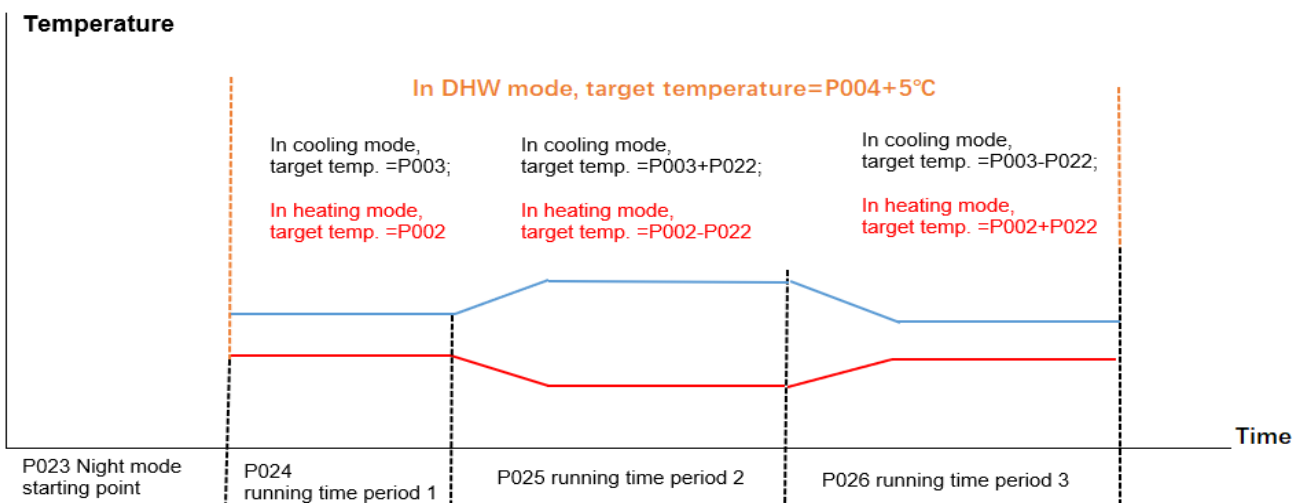 Temperature
In DHW mode, target temperature=P004+5℃
In cooling mode,
target temp. =P003;
In heating mode,
target temp. =P002
In cooling mode,
target temp. =P003+P022;
In heating mode,
target temp. =P002-P022
In cooling mode,
target temp. =P003-P022;
In heating mode,
target temp. =P002+P022
Time
P023 Night mode
starting point
P024
running time period 1
P025 running time period 2
P026 running time period 3